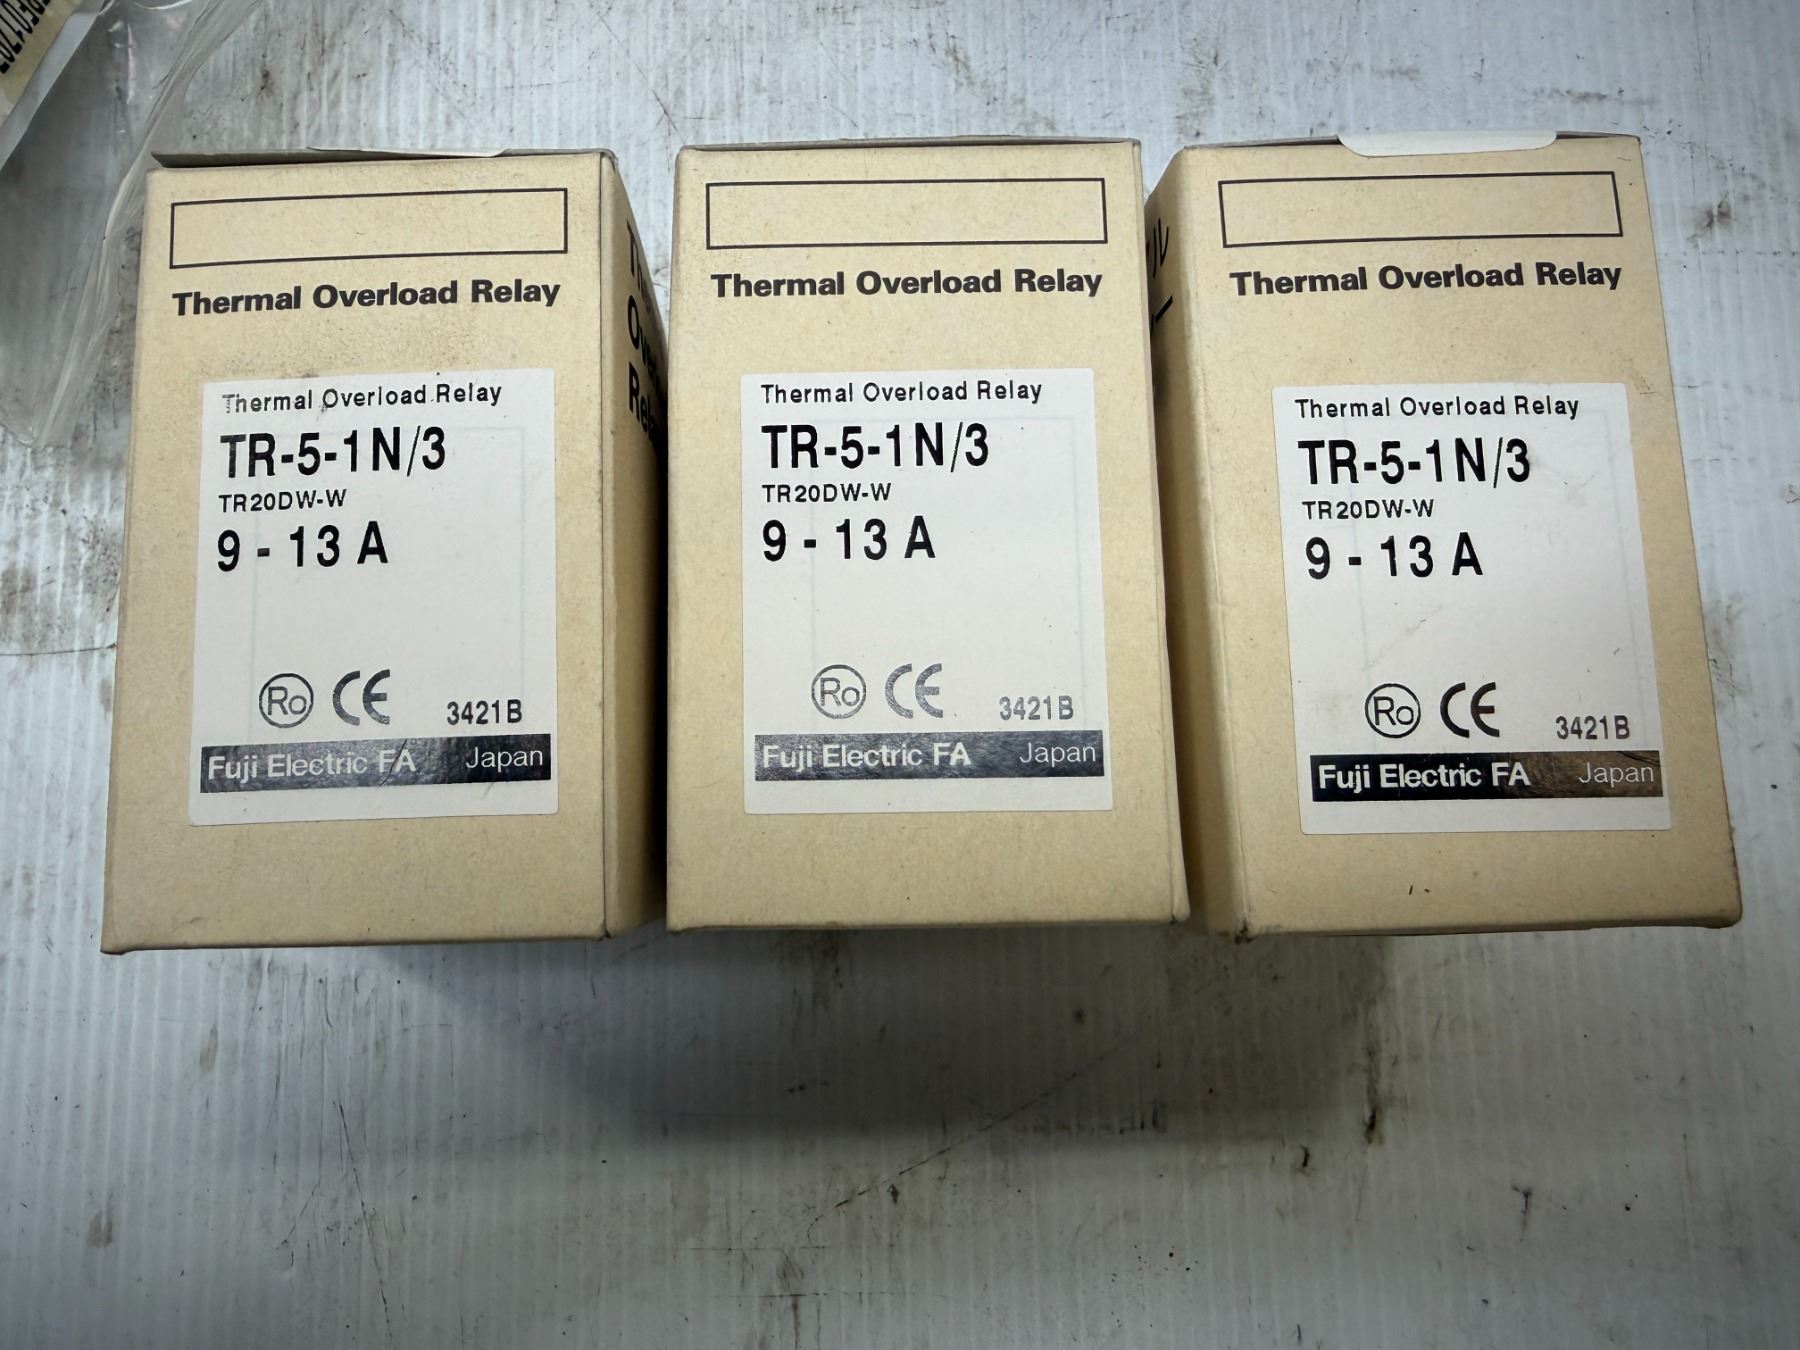 Thermal Overload Relay
Thermal Overload Relay
TR-5-1N/3
TR20DW-W
9 - 13 A
Ro CE 3421B
Fuji Electric FA Japan
Thermal Overload Relay
Thermal Overload Relay
TR-5-1N/3
TR20DW-W
9 - 13 A
Ro CE 3421B
Fuji Electric FA Japan
Thermal Overload Relay
Thermal Overload Relay
TR-5-1N/3
TR20DW-W
9 - 13 A
Ro CE 3421B
Fuji Electric FA Japan